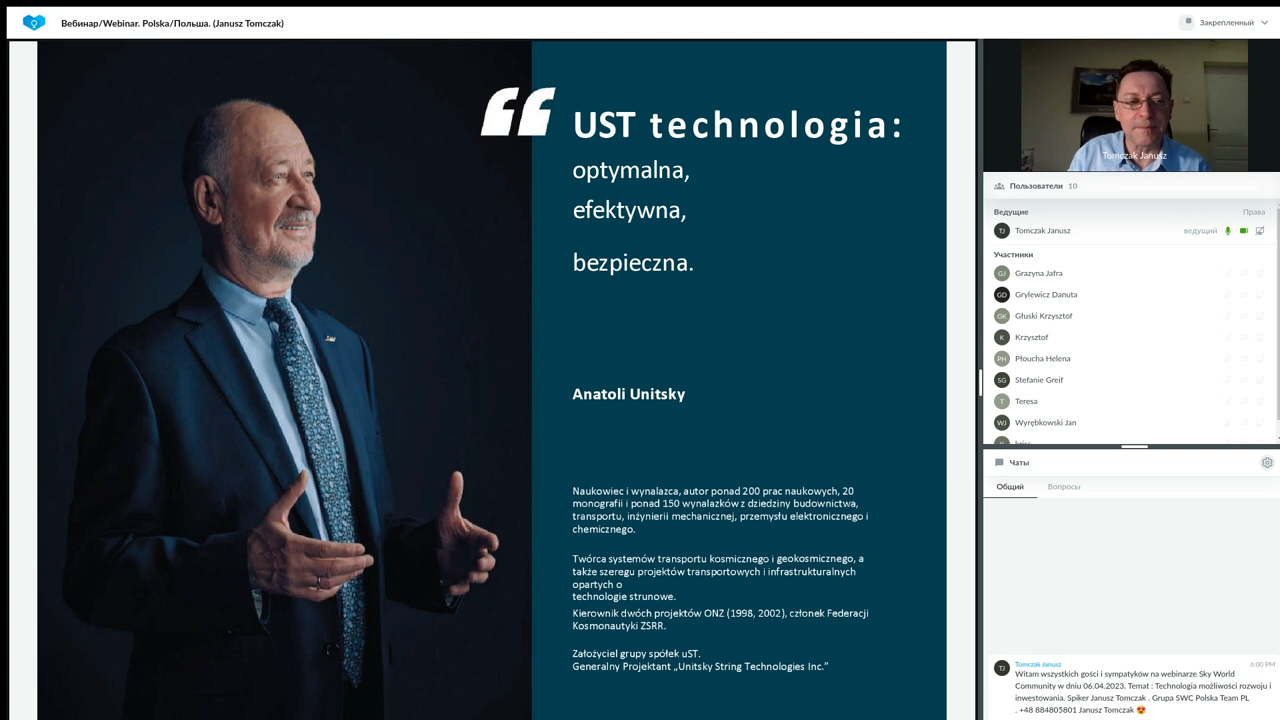 Вебинар/Webinar. Polska/Польша. (Janusz Tomczak)
Закрепленный
UST technologia:
optymalna,
efektywna,
bezpieczna.
Anatoli Unitsky
Naukowiec i wynalazca, autor ponad 200 prac naukowych, 20
monografii i ponad 150 wynalazków z dziedziny budownictwa,
transportu, inżynierii mechanicznej, przemysłu elektronicznego i
chemicznego.
Twórca systemów transportu kosmicznego i geokosmicznego, a
także szeregu projektów transportowych i infrastrukturalnych
opartych o
technologie strunowe.
Kierownik dwóch projektów ONZ (1998, 2002), członek Federacji
Kosmonautyki ZSRR.
Założyciel grupy spółek uST.
Generalny Projektant „Unitsky String Technologies Inc.”
Tomczak Janusz
Пользователи 10
Ведущие Права
TJ Tomczak Janusz ведущий
Участники
GJ Grazyna Jafra
GD Grylewicz Danuta
GK Głuski Krzysztof
K Krzysztof
PH Płoucha Helena
SG Stefanie Greif
T Teresa
WJ Wyrębkowski Jan
Чаты
Общий Вопросы
TJ Tomczak Janusz 6:00 PM
Witam wszystkich gości i sympatyków na webinarze Sky World
Community w dniu 06.04.2023. Temat : Technologia możliwości rozwoju i
inwestowania. Spiker Janusz Tomczak . Grupa SWC Polska Team PL
. +48 884805801 Janusz Tomczak 😍